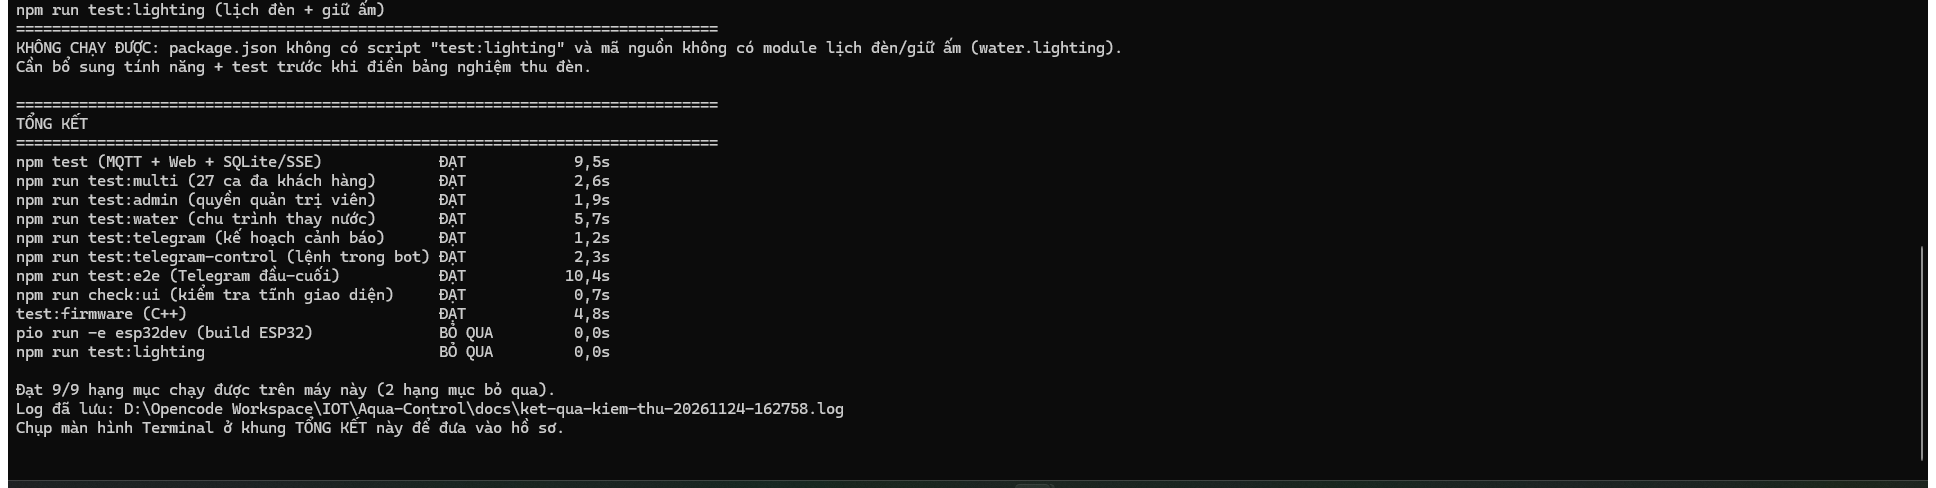 npm run test:lighting (lịch đèn + giữ ấm)
==============================================================================
KHÔNG CHẠY ĐƯỢC: package.json không có script "test:lighting" và mã nguồn không có module lịch đèn/giữ ấm (water.lighting).
Cần bổ sung tính năng + test trước khi điền bảng nghiệm thu đèn.
==============================================================================
TỔNG KẾT
==============================================================================
npm test (MQTT + Web + SQLite/SSE) ĐẠT 9,5s
npm run test:multi (27 ca đa khách hàng) ĐẠT 2,6s
npm run test:admin (quyền quản trị viên) ĐẠT 1,9s
npm run test:water (chu trình thay nước) ĐẠT 5,7s
npm run test:telegram (kế hoạch cảnh báo) ĐẠT 1,2s
npm run test:telegram-control (lệnh trong bot) ĐẠT 2,3s
npm run test:e2e (Telegram đầu-cuối) ĐẠT 10,4s
npm run check:ui (kiểm tra tĩnh giao diện) ĐẠT 0,7s
test:firmware (C++) ĐẠT 4,8s
pio run -e esp32dev (build ESP32) BỎ QUA 0,0s
npm run test:lighting BỎ QUA 0,0s
Đạt 9/9 hạng mục chạy được trên máy này (2 hạng mục bỏ qua).
Log đã lưu: D:\Opencode Workspace\IOT\Aqua-Control\docs\ket-qua-kiem-thu-20261124-162758.log
Chụp màn hình Terminal ở khung TỔNG KẾT này để đưa vào hồ sơ.